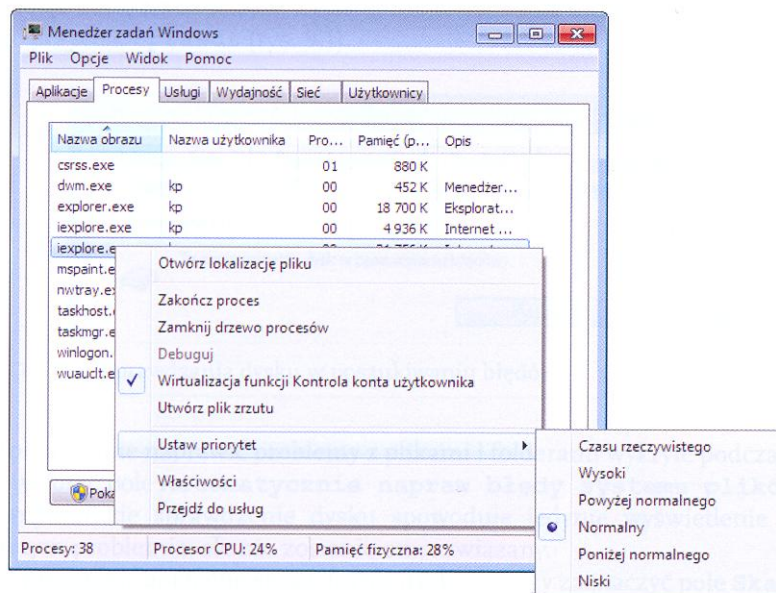 Menedżer zadań Windows
Plik Opcje Widok Pomoc
Aplikacje Procesy Usługi Wydajność Sieć Użytkownicy
Nazwa obrazu Nazwa użytkownika Pro... Pamięć (p... Opis
csrss.exe 01 880 K
dwm.exe kp 00 452 K Menedżer...
explorer.exe kp 00 18 700 K Eksplorat...
iexplore.exe kp 00 4 936 K Internet ...
iexplore.e
mspaint.e
nwtray.ex
taskhost.
taskmgr.e
winlogon.
wuauclt.e
Otwórz lokalizację pliku
Zakończ proces
Zamknij drzewo procesów
Debuguj
Wirtualizacja funkcji Kontrola konta użytkownika
Utwórz plik zrzutu
Ustaw priorytet
Właściwości
Przejdź do usług
Czasu rzeczywistego
Wysoki
Powyżej normalnego
Normalny
Poniżej normalnego
Niski
Poka
Procesy: 38 Procesor CPU: 24% Pamięć fizyczna: 28%